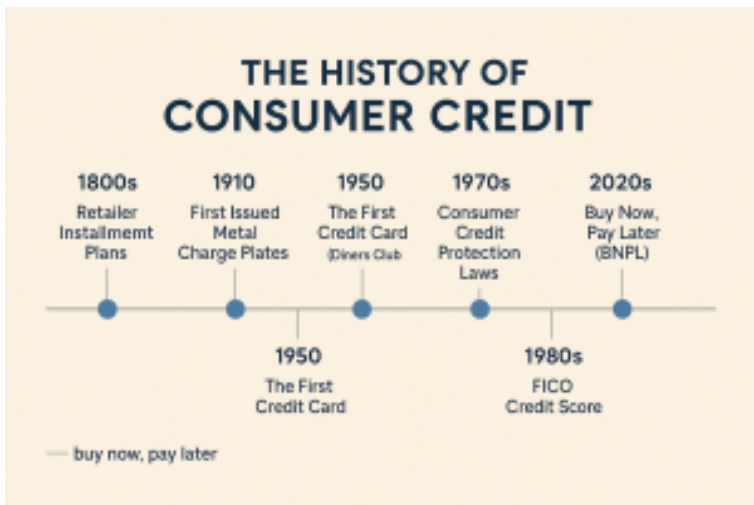 THE HISTORY OF
CONSUMER CREDIT
1800s
Retailer
Installmemt
Plans
1910
First Issued
Metal
Charge Plates
1950
The First
Credit Card
(Diners Club
1970s
Consumer
Credit
Protection
Laws
2020s
Buy Now,
Pay Later
(BNPL)
1950
The First
Credit Card
1980s
FICO
Credit Score
buy now, pay later